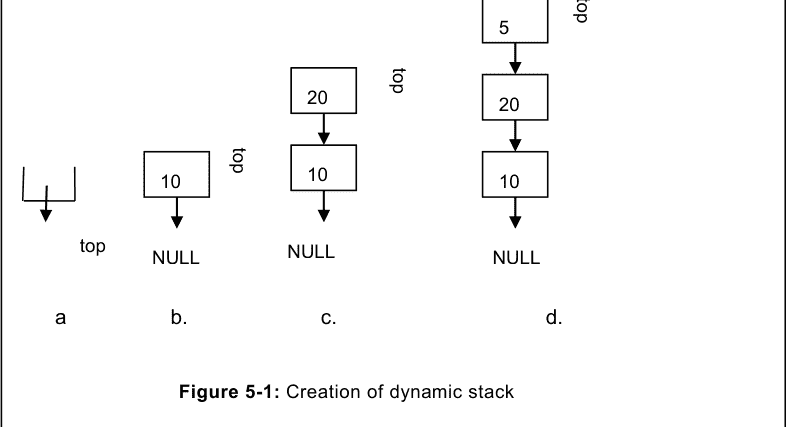 5
top
20
top
20
10
top
10
10
top
NULL
NULL
NULL
a
b.
c.
d.
Figure 5-1: Creation of dynamic stack